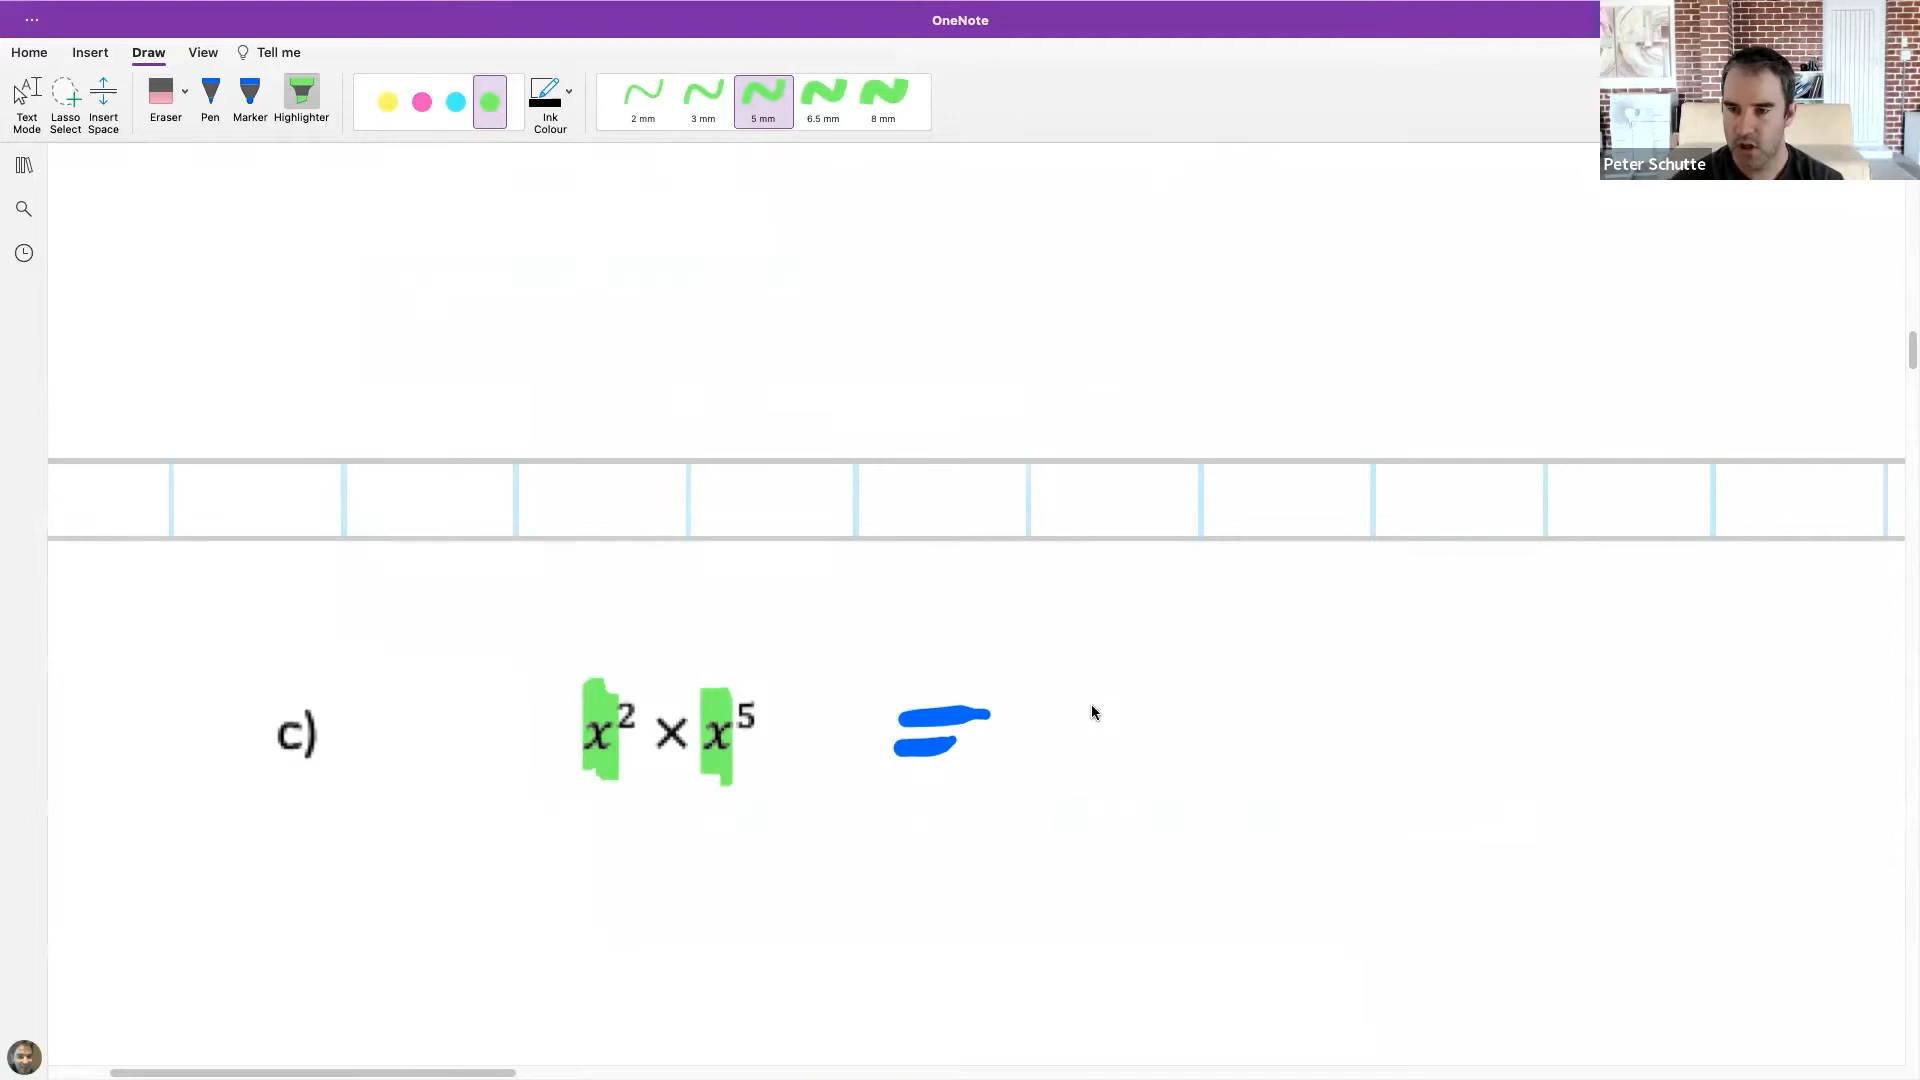 OneNote
Home Insert Draw View Tell me
Text Mode Lasso Select Insert Space Eraser Pen Marker Highlighter Ink Colour 2 mm 3 mm 5 mm 6.5 mm 8 mm
Peter Schutte
c) x² × x⁵ =